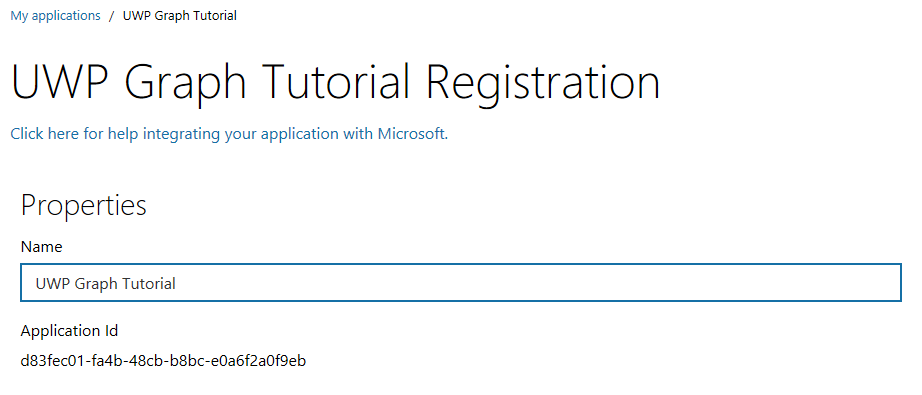 My applications / UWP Graph Tutorial
UWP Graph Tutorial Registration
Click here for help integrating your application with Microsoft.
Properties
Name
UWP Graph Tutorial
Application Id
d83fec01-fa4b-48cb-b8bc-e0a6f2a0f9eb